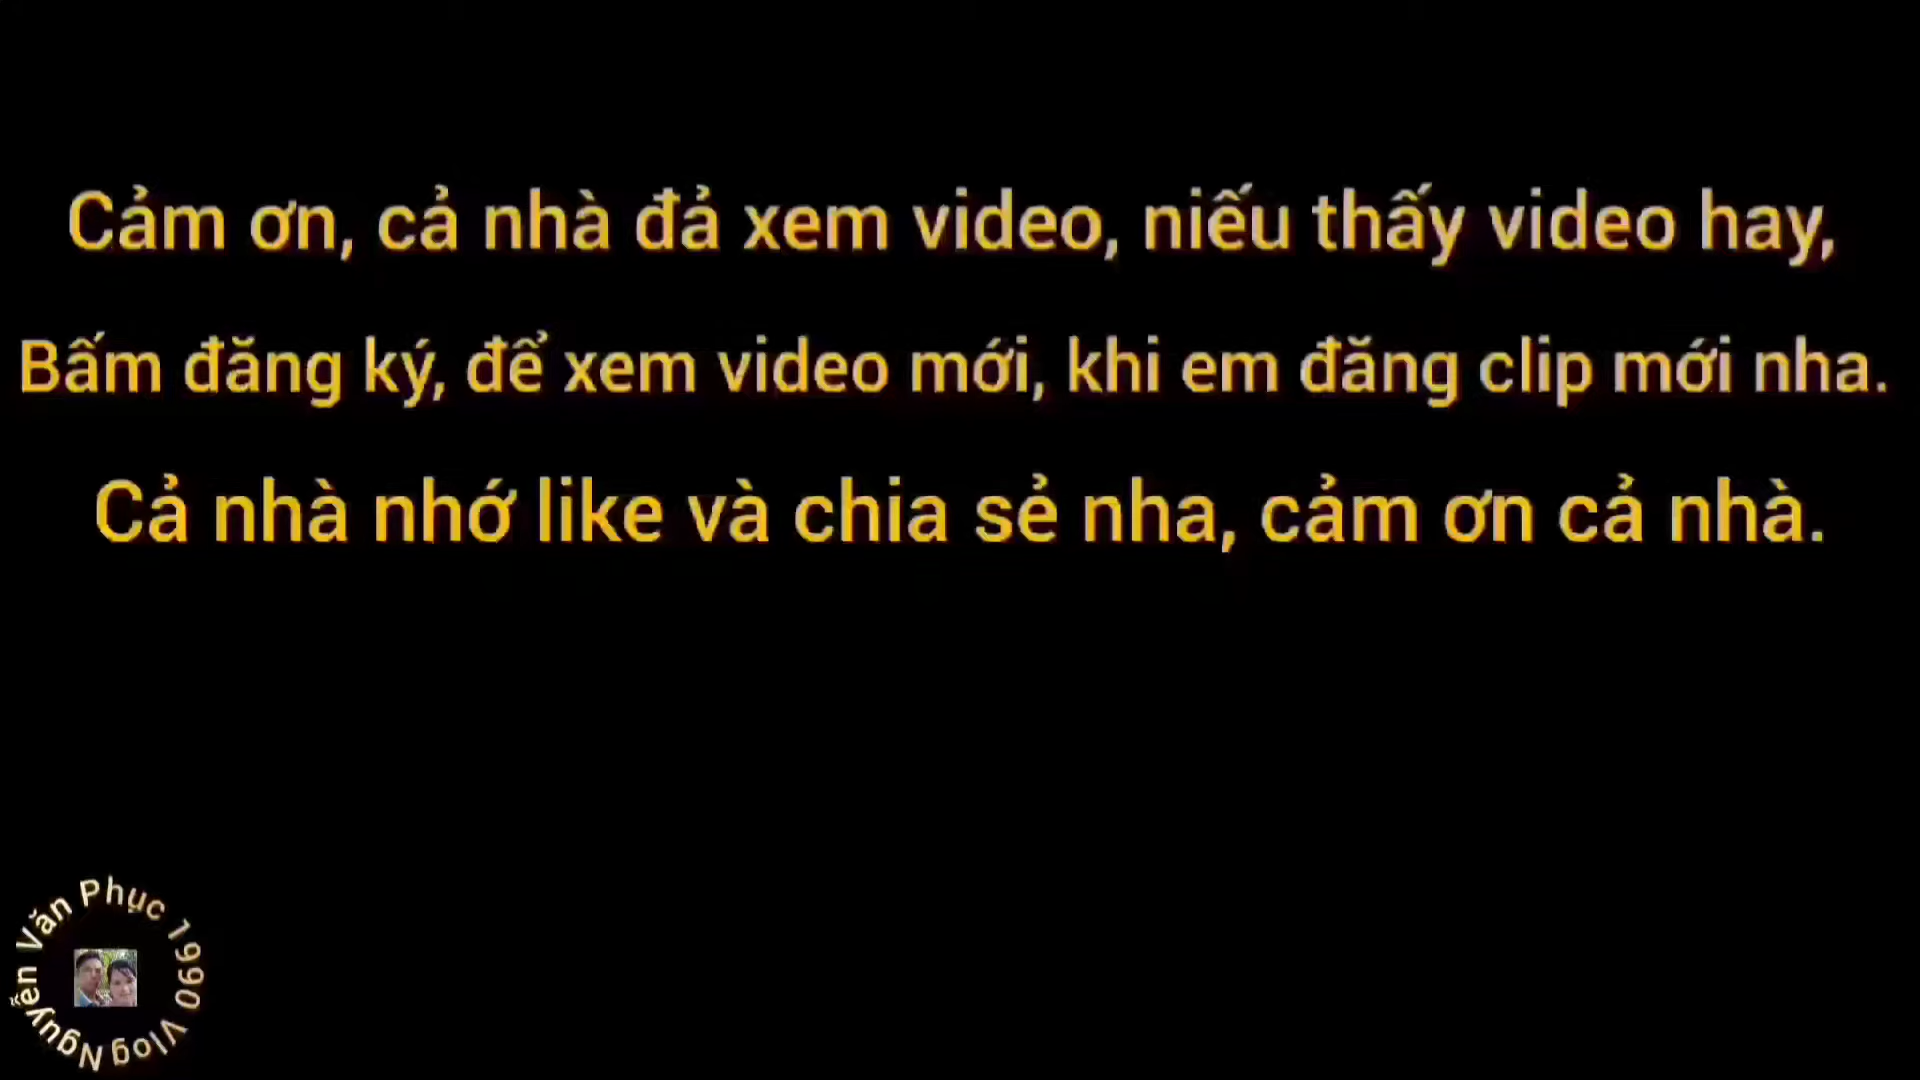 Cảm ơn, cả nhà đả xem video, niếu thấy video hay,
Bấm đăng ký, để xem video mới, khi em đăng clip mới nha.
Cả nhà nhớ like và chia sẻ nha, cảm ơn cả nhà.
Nguyễn Văn Phục 1990 Vlog